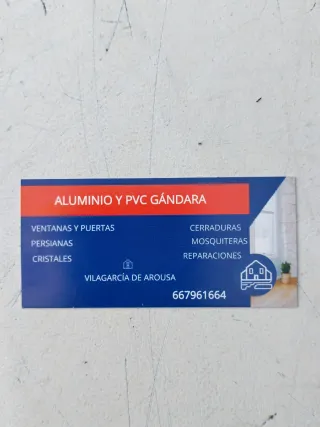 ALUMINIO Y PVC GÁNDARA
VENTANAS Y PUERTAS
PERSIANAS
CRISTALES
CERRADURAS
MOSQUITERAS
REPARACIONES
VILAGARCÍA DE AROUSA
667961664